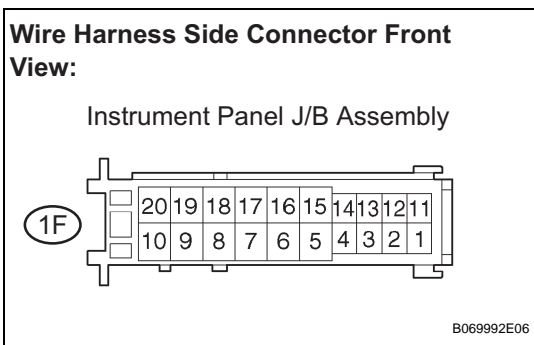 Wire Harness Side Connector Front
View:
Instrument Panel J/B Assembly
1F
20 19 18 17 16 15 14 13 12 11
10 9 8 7 6 5 4 3 2 1
B069992E06